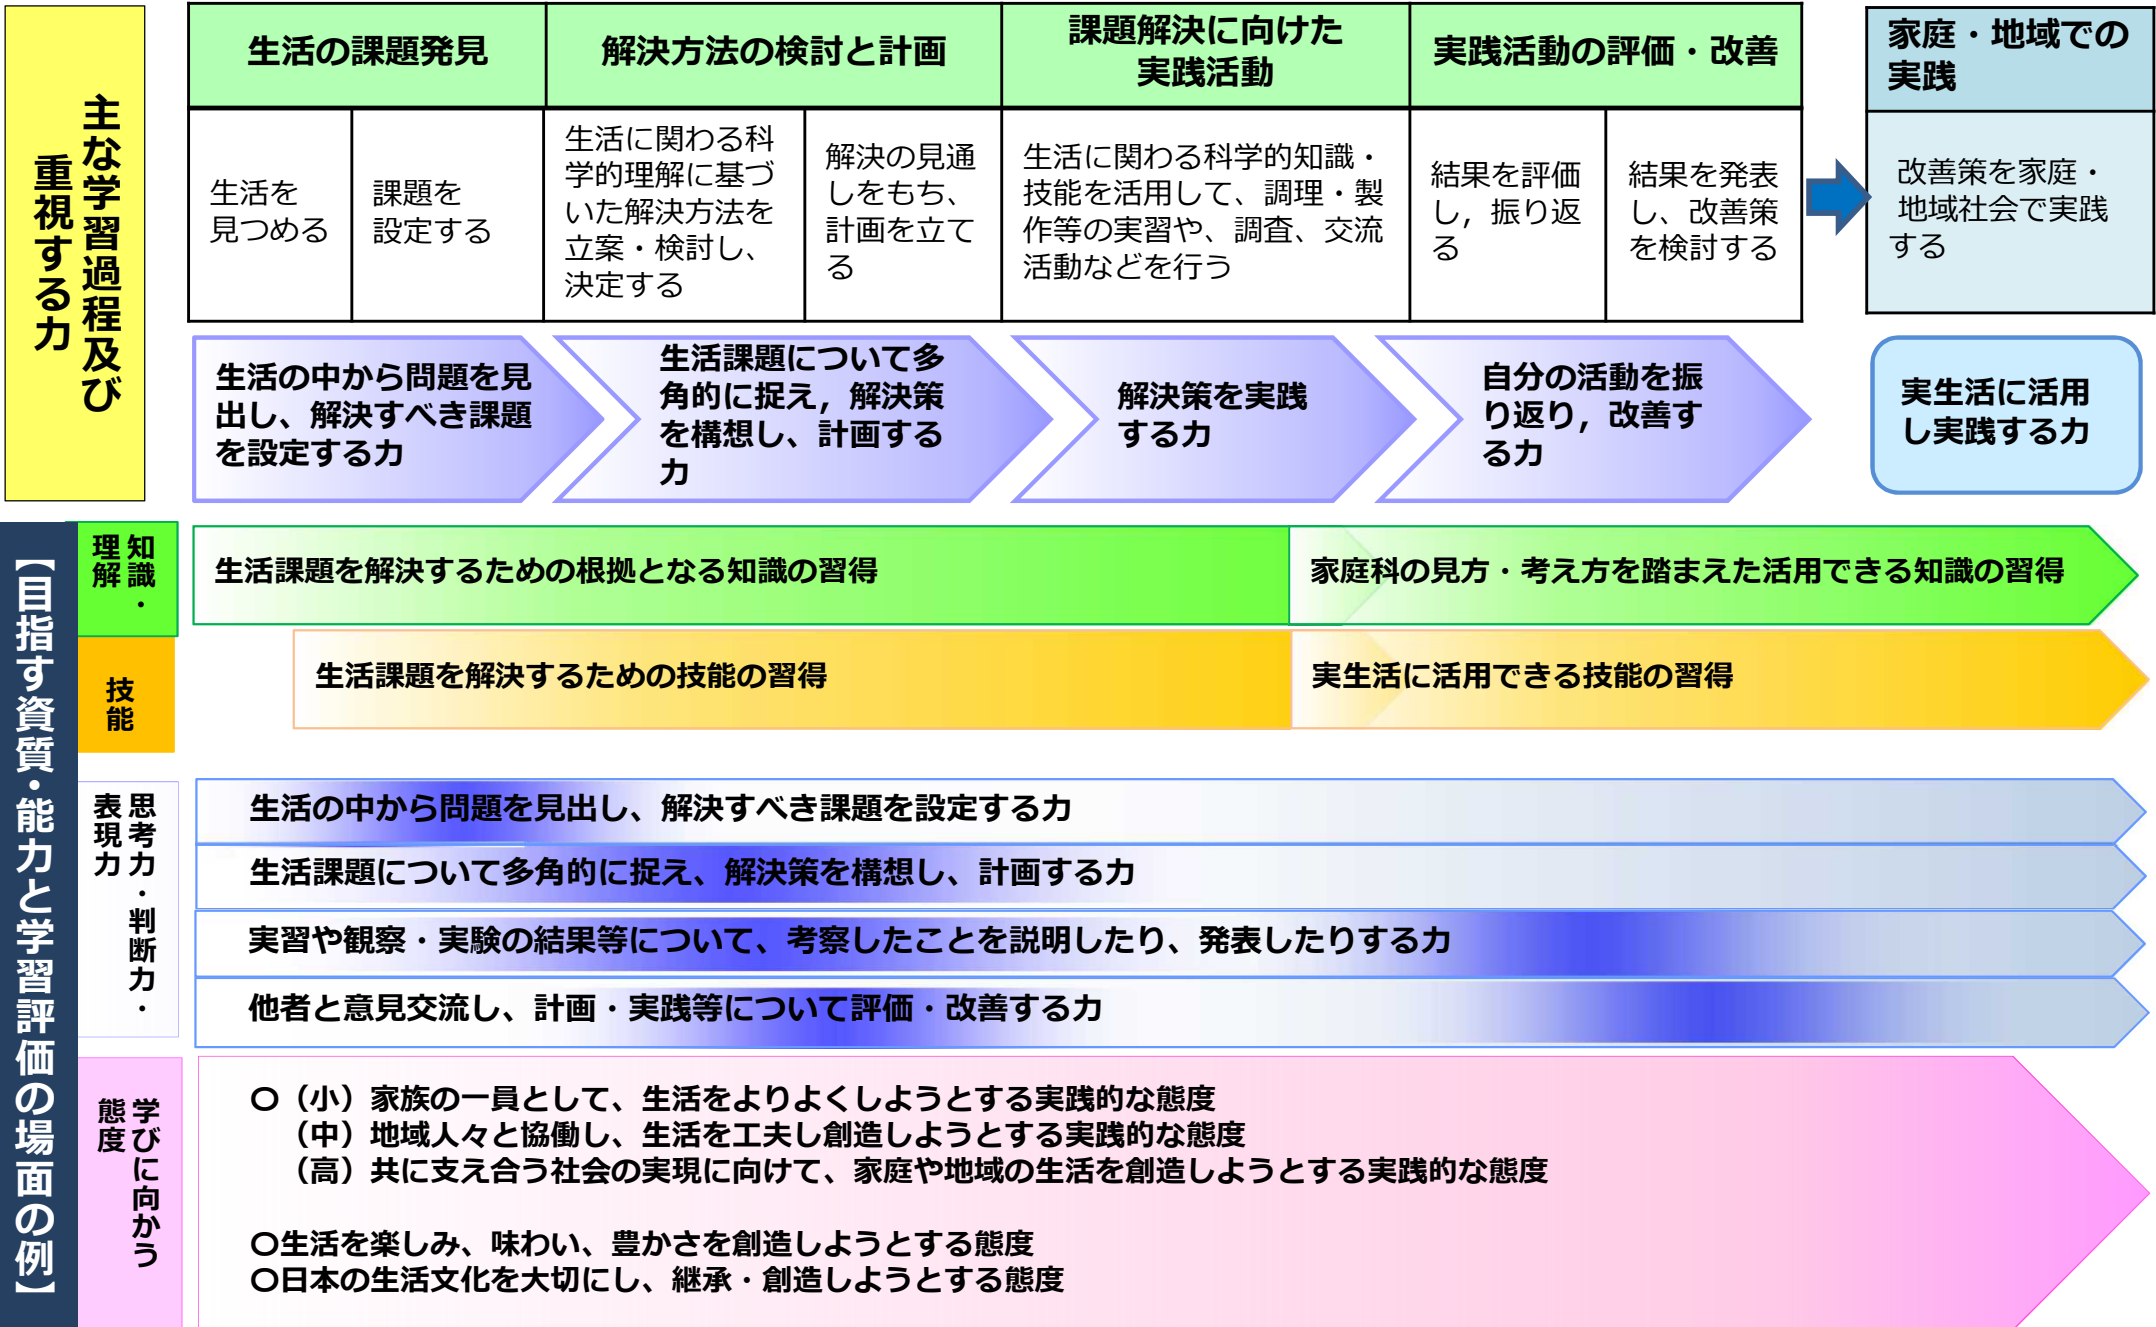 主な学習過程及び
重視する力
生活の課題発見
解決方法の検討と計画
課題解決に向けた
実践活動
実践活動の評価・改善
家庭・地域での
実践
生活を
見つめる
課題を
設定する
生活に関わる科
学的理解に基づ
いた解決方法を
立案・検討し、
決定する
解決の見通
しをもち、
計画を立て
る
生活に関わる科学的知識・
技能を活用して、調理・製
作等の実習や、調査、交流
活動などを行う
結果を評価
し，振り返
る
結果を発表
し、改善策
を検討する
改善策を家庭・
地域社会で実践
する
生活の中から問題を見
出し、解決すべき課題
を設定する力
生活課題について多
角的に捉え，解決策
を構想し、計画する
力
解決策を実践
する力
自分の活動を振
り返り，改善す
る力
実生活に活用
し実践する力
【目指す資質・能力と学習評価の場面の例】
知識・
理解
生活課題を解決するための根拠となる知識の習得
家庭科の見方・考え方を踏まえた活用できる知識の習得
技能
生活課題を解決するための技能の習得
実生活に活用できる技能の習得
思考力・判断力・
表現力
生活の中から問題を見出し、解決すべき課題を設定する力
生活課題について多角的に捉え、解決策を構想し、計画する力
実習や観察・実験の結果等について、考察したことを説明したり、発表したりする力
他者と意見交流し、計画・実践等について評価・改善する力
学びに向かう
態度
〇（小）家族の一員として、生活をよりよくしようとする実践的な態度
（中）地域人々と協働し、生活を工夫し創造しようとする実践的な態度
（高）共に支え合う社会の実現に向けて、家庭や地域の生活を創造しようとする実践的な態度
〇生活を楽しみ、味わい、豊かさを創造しようとする態度
〇日本の生活文化を大切にし、継承・創造しようとする態度